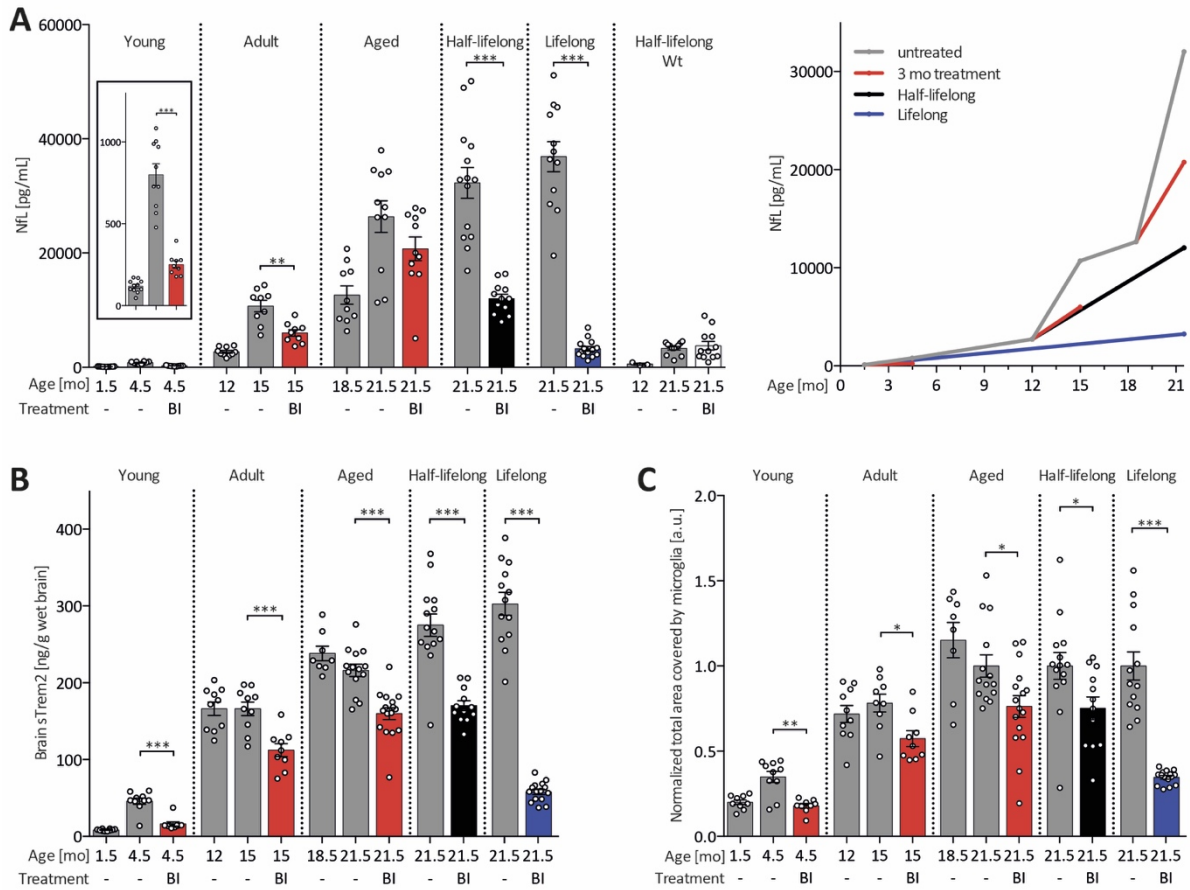 A
Young
Adult
Aged
Half-lifelong
Lifelong
Half-lifelong
Wt
NfL [pg/mL]
60000
40000
20000
0
1000
500
0
***
**
***
***
Age [mo]
1.5 4.5 4.5 12 15 15 18.5 21.5 21.5 21.5 21.5 21.5 21.5 12 21.5 21.5
Treatment
- - BI - - BI - - BI - BI - BI - - BI
untreated
3 mo treatment
Half-lifelong
Lifelong
NfL [pg/mL]
30000
20000
10000
0
Age [mo] 0 3 6 9 12 15 18 21
B
Young
Adult
Aged
Half-lifelong
Lifelong
Brain sTrem2 [ng/g wet brain]
400
300
200
100
0
***
***
***
***
***
Age [mo]
1.5 4.5 4.5 12 15 15 18.5 21.5 21.5 21.5 21.5 21.5 21.5
Treatment
- - BI - - BI - - BI - BI - BI
C
Young
Adult
Aged
Half-lifelong
Lifelong
Normalized total area covered by microglia [a.u.]
2.0
1.5
1.0
0.5
0.0
**
*
*
*
***
Age [mo]
1.5 4.5 4.5 12 15 15 18.5 21.5 21.5 21.5 21.5 21.5 21.5
Treatment
- - BI - - BI - - BI - BI - BI